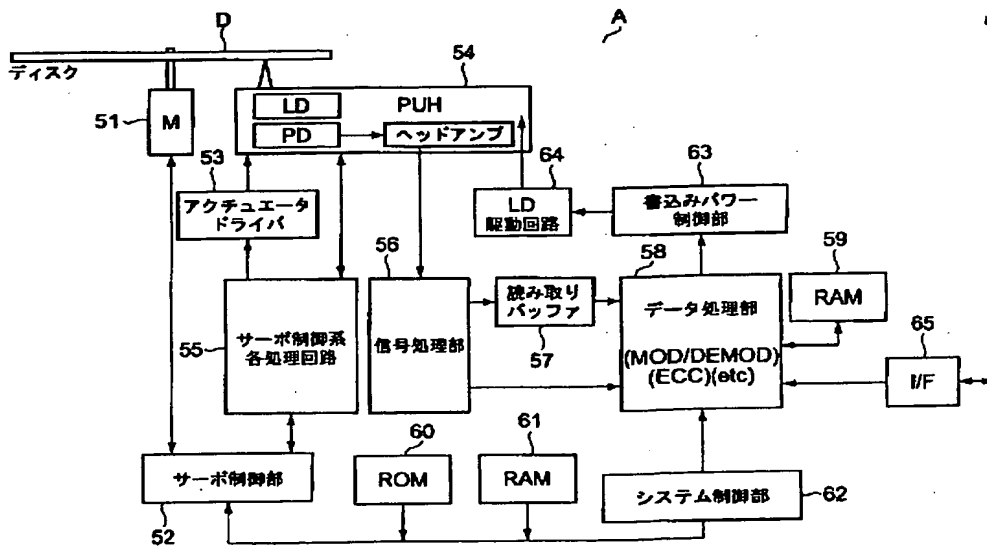 D
A
ディスク
54
51
M
LD
PUH
PD
ヘッドアンプ
53
アクチュエータ
ドライバ
64
LD
駆動回路
63
書込みパワー
制御部
56
58
59
55
サーボ制御系
各処理回路
信号処理部
読み取り
バッファ
57
データ処理部
(MOD/DEMOD)
(ECC)(etc)
RAM
65
I/F
60
61
サーボ制御部
52
ROM
RAM
システム制御部
62